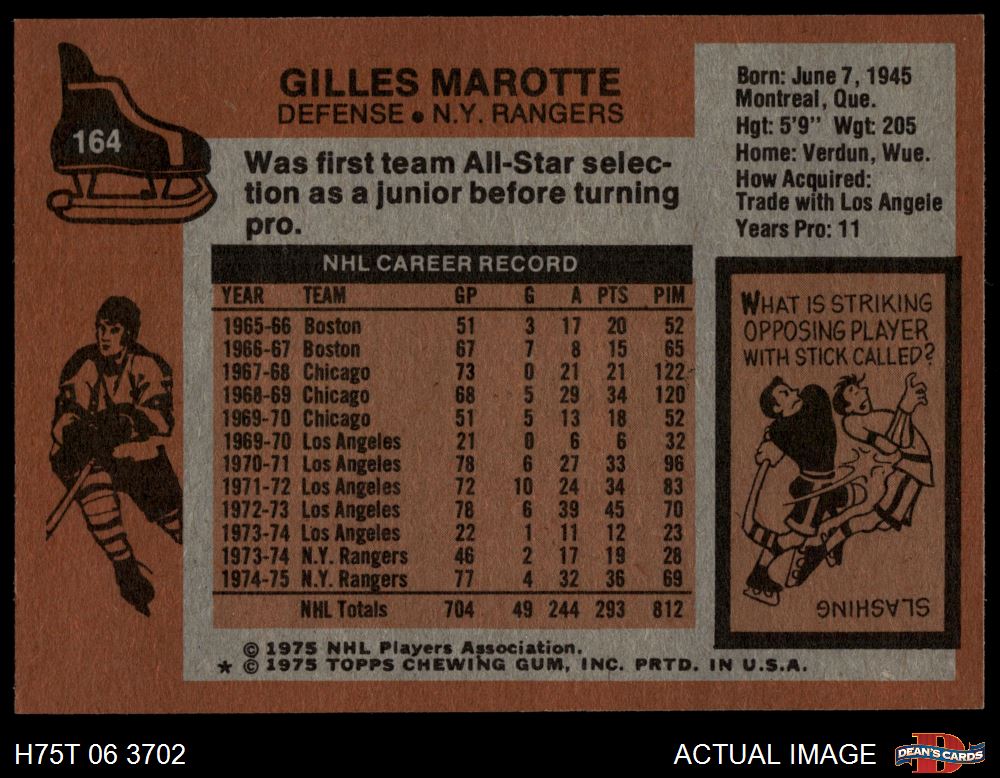 164
GILLES MAROTTE
DEFENSE • N.Y. RANGERS
Was first team All-Star selec-
tion as a junior before turning
pro.
Born: June 7, 1945
Montreal, Que.
Hgt: 5'9" Wgt: 205
Home: Verdun, Wue.
How Acquired:
Trade with Los Angele
Years Pro: 11
NHL CAREER RECORD
YEAR TEAM GP G A PTS PIM
1965-66 Boston 51 3 17 20 52
1966-67 Boston 67 7 8 15 65
1967-68 Chicago 73 0 21 21 122
1968-69 Chicago 68 5 29 34 120
1969-70 Chicago 51 5 13 18 52
1969-70 Los Angeles 21 0 6 6 32
1970-71 Los Angeles 78 6 27 33 96
1971-72 Los Angeles 72 10 24 34 83
1972-73 Los Angeles 78 6 39 45 70
1973-74 Los Angeles 22 1 11 12 23
1973-74 N.Y. Rangers 46 2 17 19 28
1974-75 N.Y. Rangers 77 4 32 36 69
NHL Totals 704 49 244 293 812
WHAT IS STRIKING
OPPOSING PLAYER
WITH STICK CALLED?
SLASHING
© 1975 NHL Players Association.
* © 1975 TOPPS CHEWING GUM, INC. PRTD. IN U.S.A.
H75T 06 3702
ACTUAL IMAGE
DEAN'S CARDS